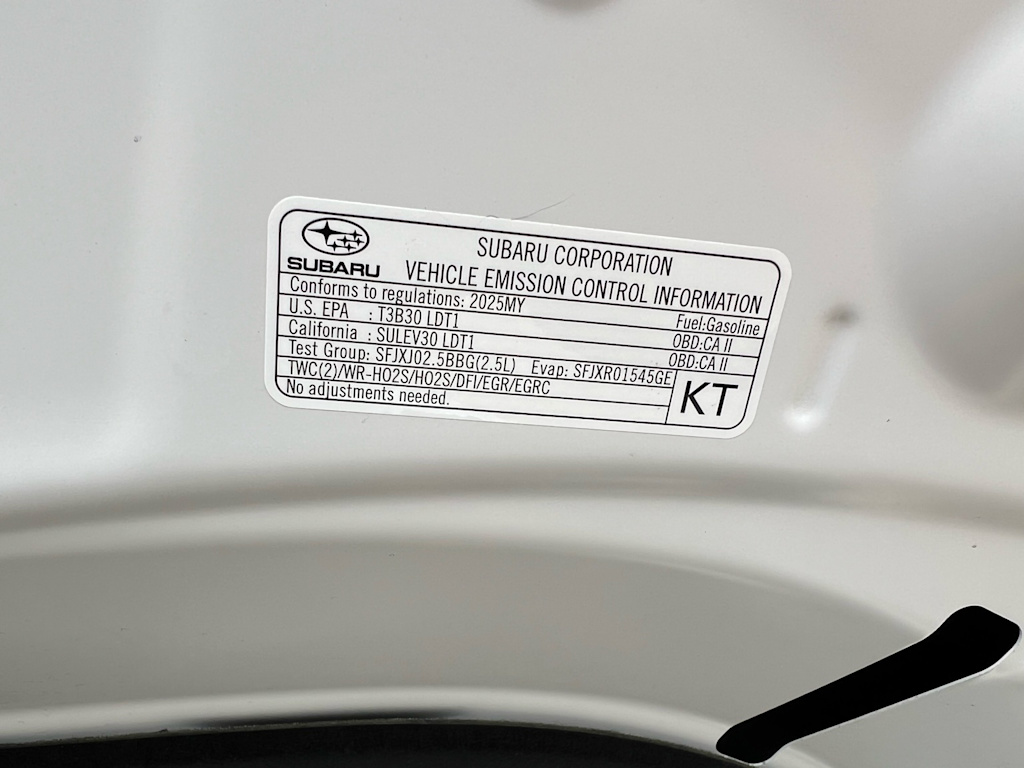 SUBARU
SUBARU CORPORATION
VEHICLE EMISSION CONTROL INFORMATION
Conforms to regulations: 2025MY Fuel:Gasoline
U.S. EPA : T3B30 LDT1 OBD:CA II
California : SULEV30 LDT1 OBD:CA II
Test Group: SFJXJ02.5BBG(2.5L) Evap: SFJXR01545GE
TWC(2)/WR-HO2S/HO2S/DFI/EGR/EGRC
No adjustments needed.
KT